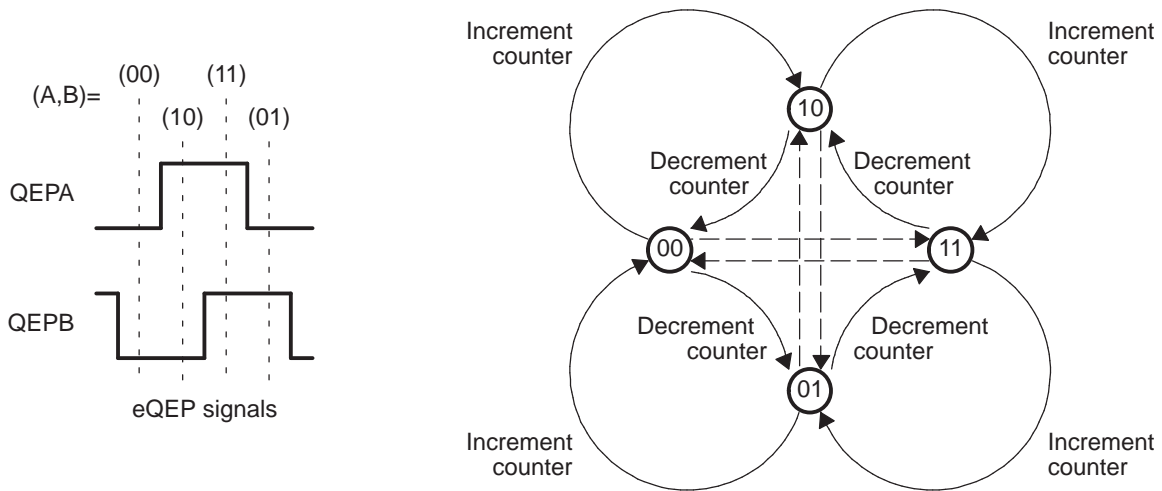 (00)
(11)
(A,B)=
(10)
(01)
QEPA
QEPB
eQEP signals
Increment
counter
Increment
counter
10
Decrement
counter
Decrement
counter
00
11
Decrement
counter
Decrement
counter
01
Increment
counter
Increment
counter